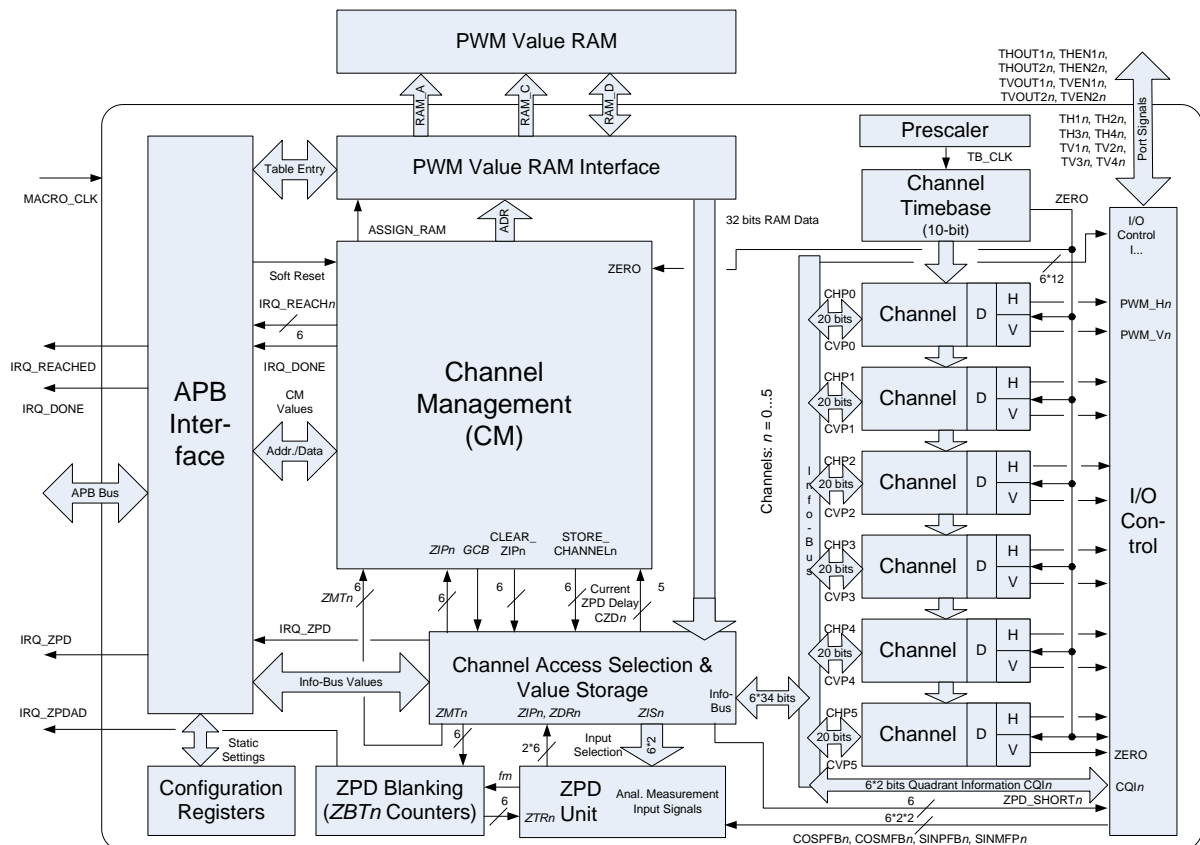 PWM Value RAM
RAM_A
RAM_C
RAM_D
THOUT1n, THEN1n,
THOUT2n, THEN2n,
TVOUT1n, TVEN1n,
TVOUT2n, TVEN2n
TH1n, TH2n,
TH3n, TH4n,
TV1n, TV2n,
TV3n, TV4n
Port Signals
MACRO_CLK
APB
Inter-
face
Table Entry
PWM Value RAM Interface
Prescaler
TB_CLK
Channel
Timebase
(10-bit)
ZERO
ASSIGN_RAM
ADR
32 bits RAM Data
I/O
Control
I...
Soft Reset
ZERO
6*12
IRQ_REACHn
6
IRQ_DONE
IRQ_REACHED
IRQ_DONE
CM
Values
Addr./Data
APB Bus
Channel
Management
(CM)
Channels: n = 0...5
Info-Bus
CHP0
20 bits
CVP0
Channel
D
H
V
PWM_Hn
PWM_Vn
CHP1
20 bits
CVP1
Channel
D
H
V
CHP2
20 bits
CVP2
Channel
D
H
V
I/O
Con-
trol
CHP3
20 bits
CVP3
Channel
D
H
V
CHP4
20 bits
CVP4
Channel
D
H
V
CHP5
20 bits
CVP5
Channel
D
H
V
ZERO
ZIPn
GCB
CLEAR_
ZIPn
STORE_
CHANNELn
ZMTn
6
6
6
6
Current
ZPD Delay
CZDn
5
IRQ_ZPD
IRQ_ZPD
Info-Bus Values
Channel Access Selection &
Value Storage
Info-
Bus
ZMTn
ZIPn, ZDRn
ZISn
6*34 bits
IRQ_ZPDAD
Static
Settings
6
2*6
Input
Selection
6*2
Configuration
Registers
ZPD Blanking
(ZBTn Counters)
fm
6
ZTRn
ZPD
Unit
Anal. Measurement
Input Signals
6*2 bits Quadrant Information CQIn
CQIn
6
ZPD_SHORTn
6*2*2
COSPFBn, COSMFBn, SINPFBn, SINMFPn